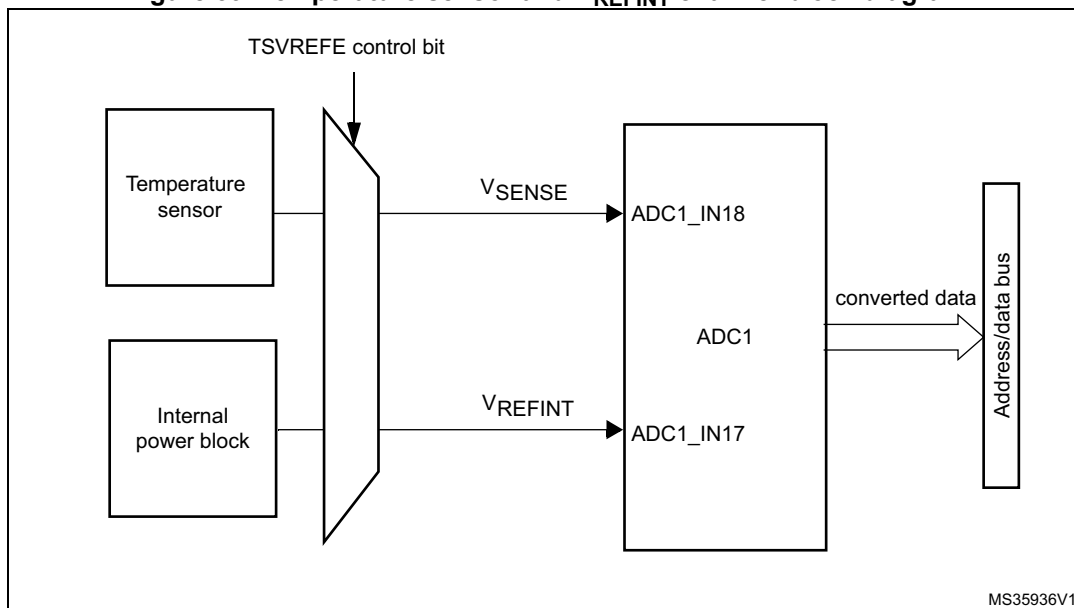 TSVREFE control bit
Temperature
sensor
VSENSE
ADC1_IN18
converted data
Address/data bus
ADC1
Internal
power block
VREFINT
ADC1_IN17
MS35936V1